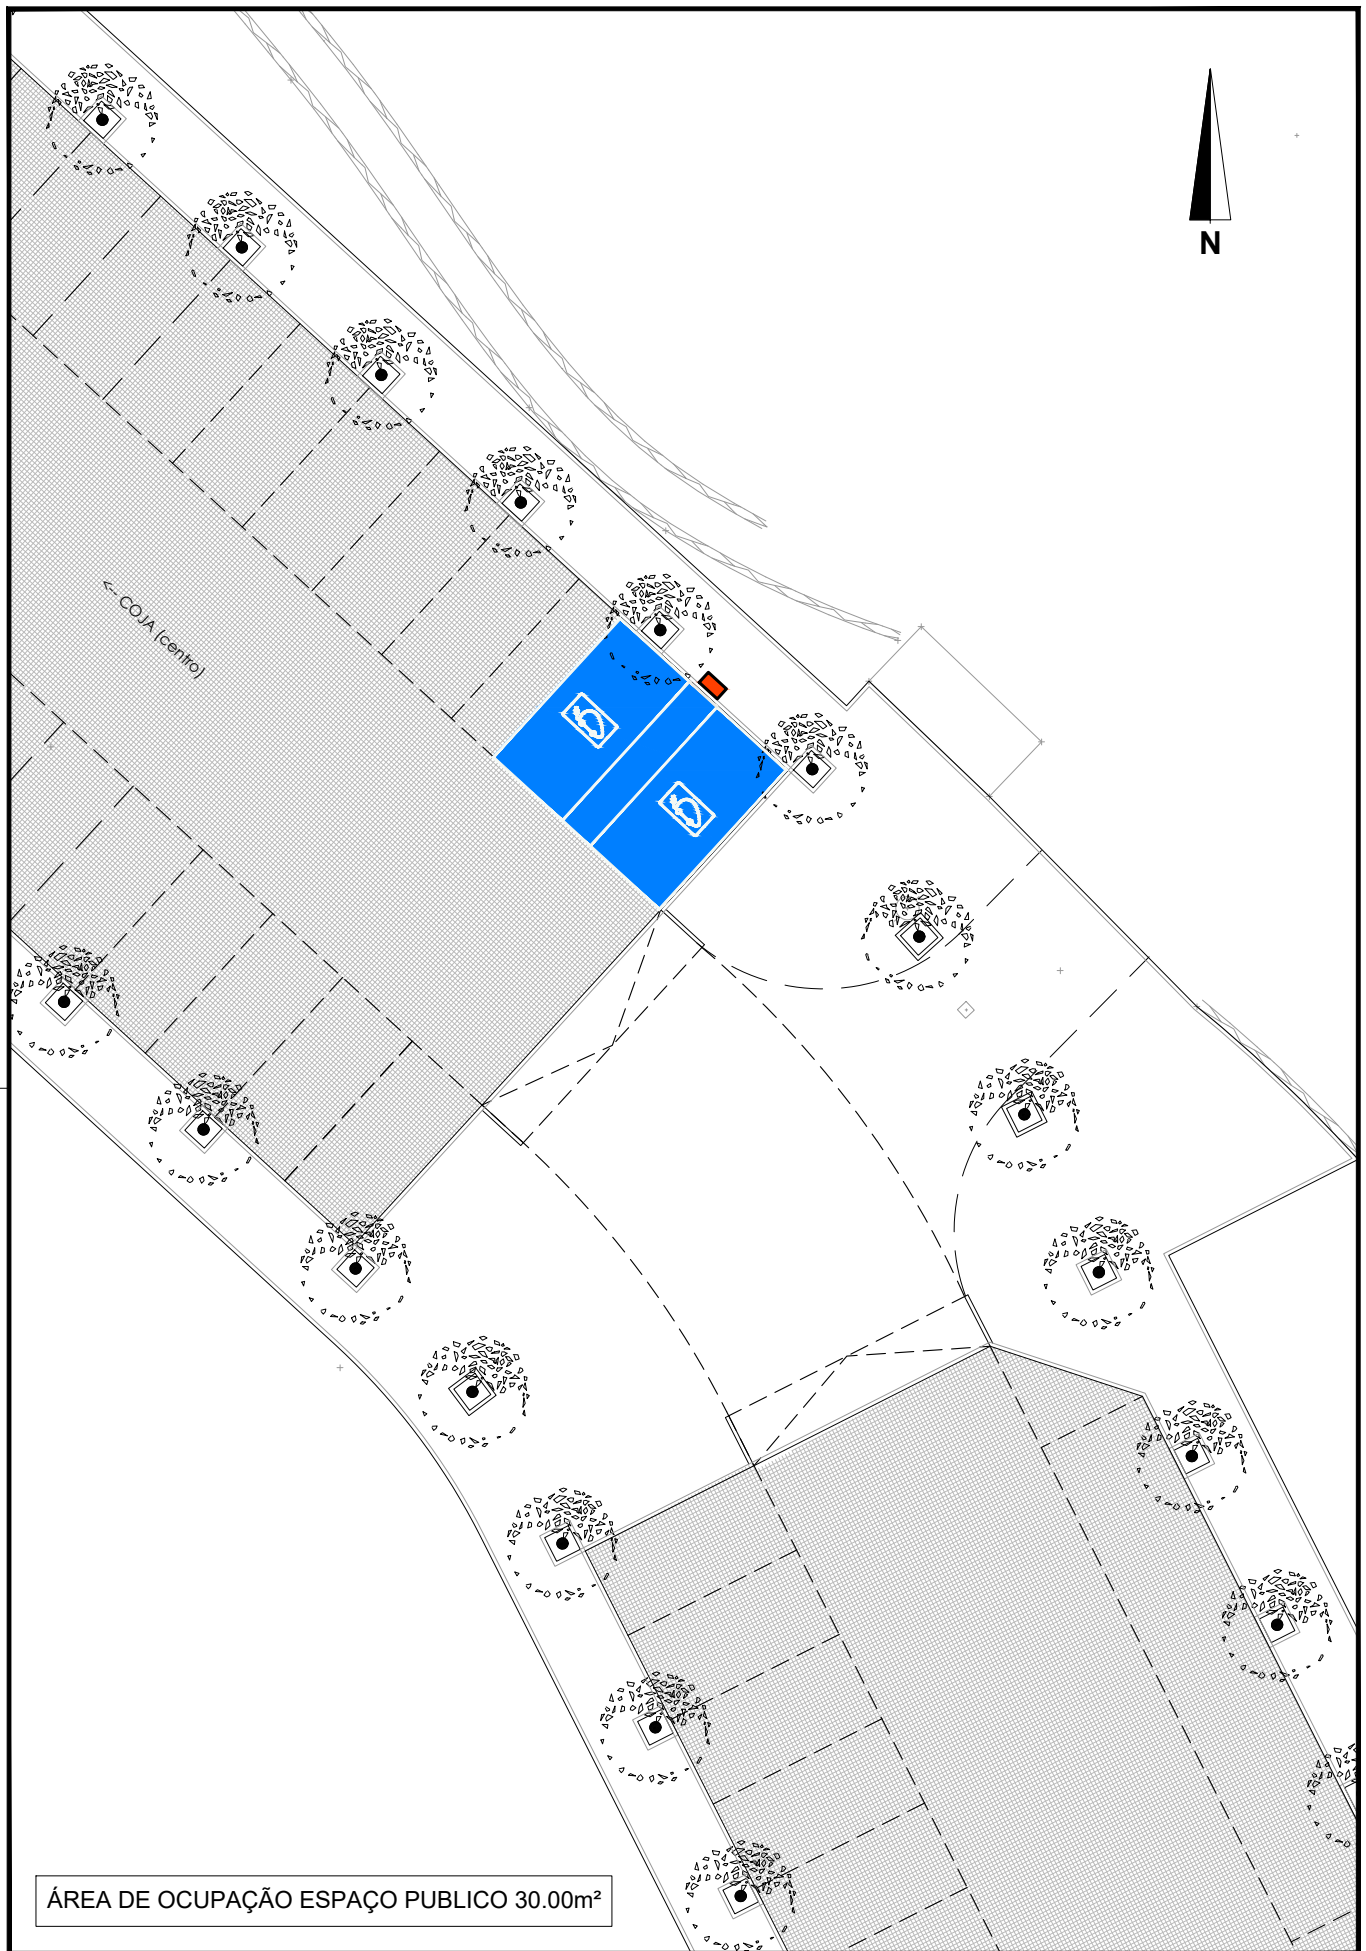 N
<-- COJA (centro)
ÁREA DE OCUPAÇÃO ESPAÇO PUBLICO 30.00m²